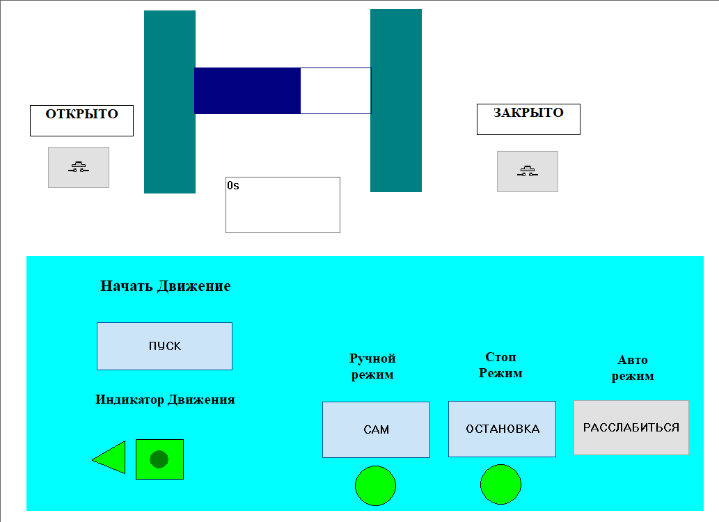 ОТКРЫТО
ЗАКРЫТО
0s
Начать Движение
ПУСК
Индикатор Движения
Ручной
режим
Стоп
Режим
Авто
режим
САМ
ОСТАНОВКА
РАССЛАБИТЬСЯ